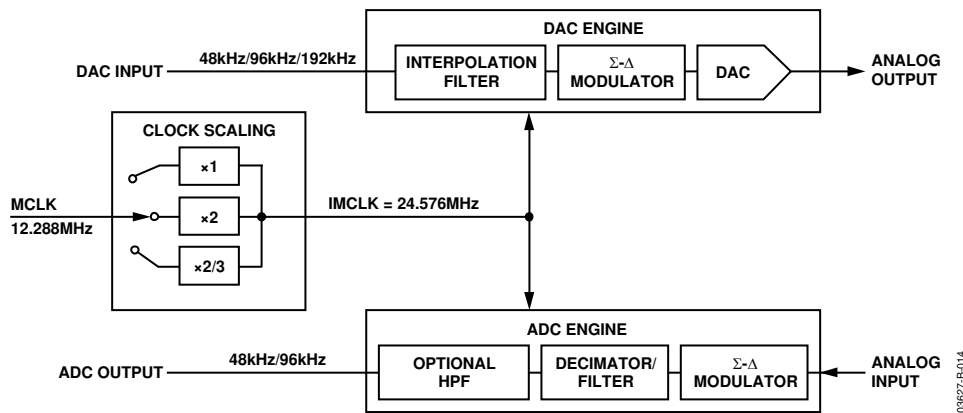 DAC ENGINE
48kHz/96kHz/192kHz
DAC INPUT
INTERPOLATION
FILTER
Σ-Δ
MODULATOR
DAC
ANALOG
OUTPUT
CLOCK SCALING
×1
MCLK
12.288MHz
×2
IMCLK = 24.576MHz
×2/3
ADC ENGINE
48kHz/96kHz
ADC OUTPUT
OPTIONAL
HPF
DECIMATOR/
FILTER
Σ-Δ
MODULATOR
ANALOG
INPUT
03627-B-014